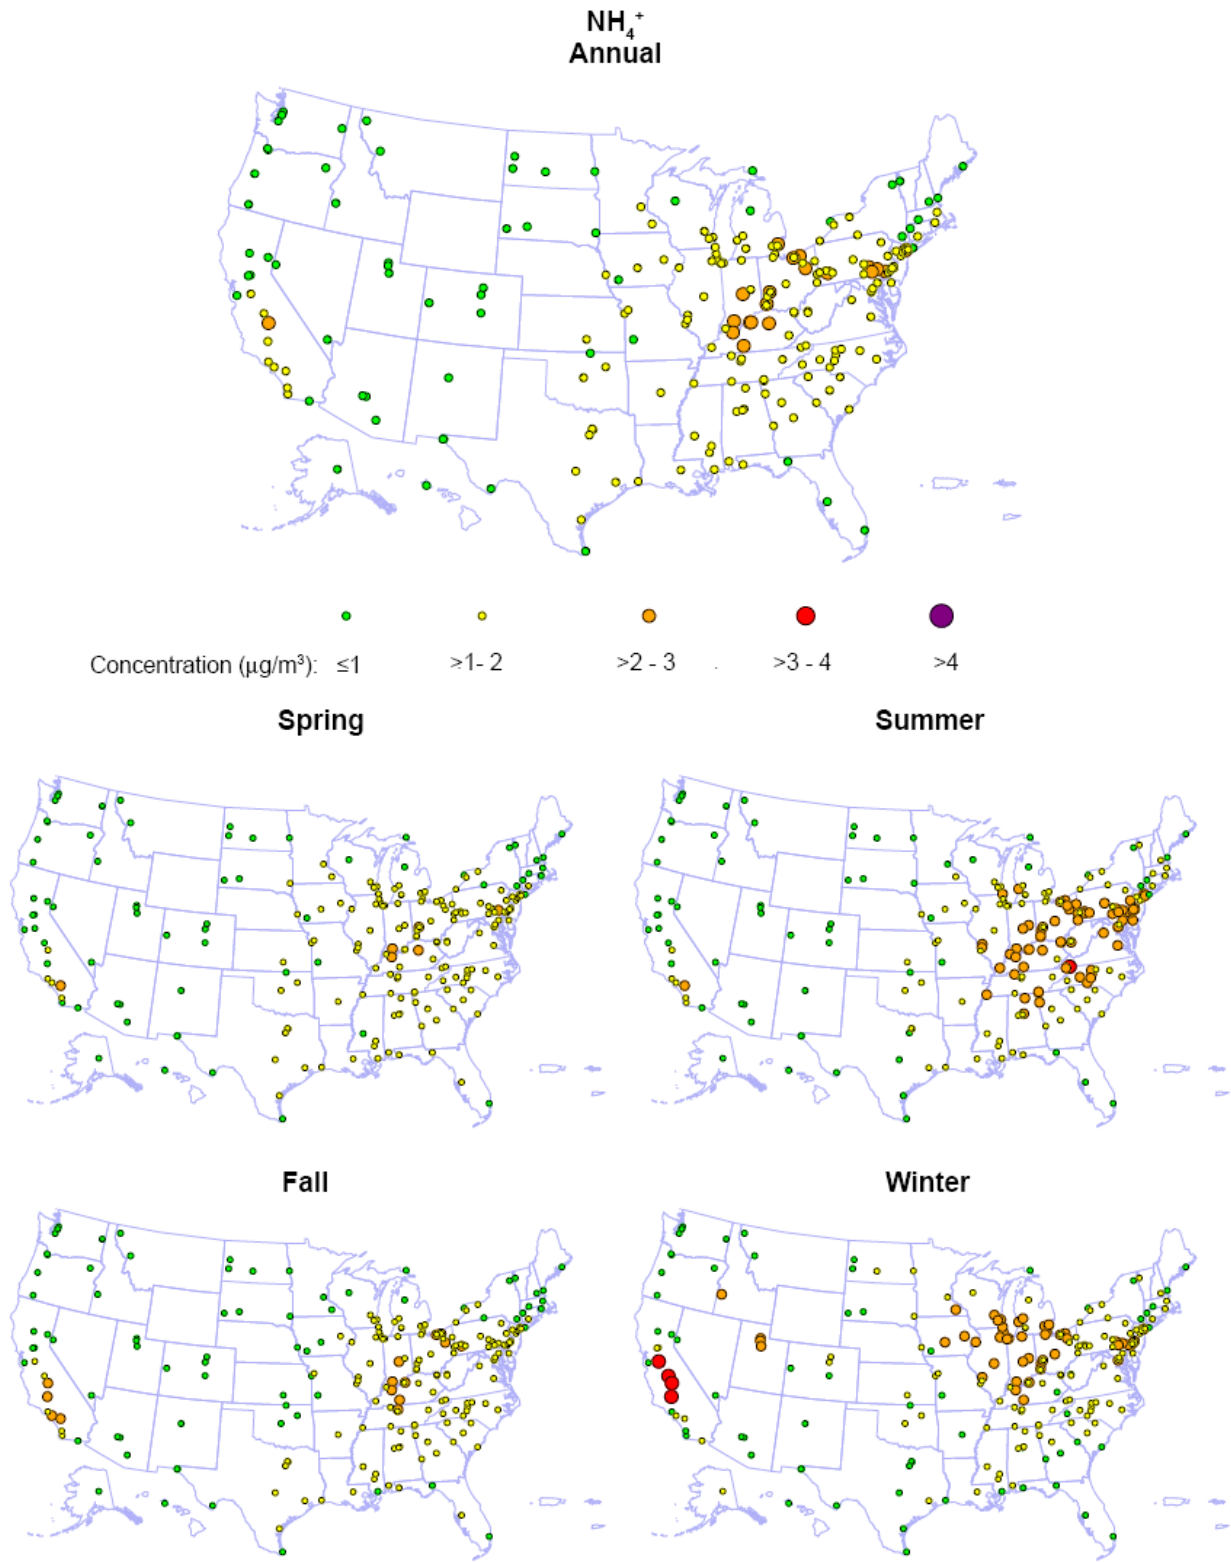 NH₄⁺
Annual
Concentration (μg/m³): ≤1 >1- 2 >2 - 3 >3 - 4 >4
Spring Summer
Fall Winter